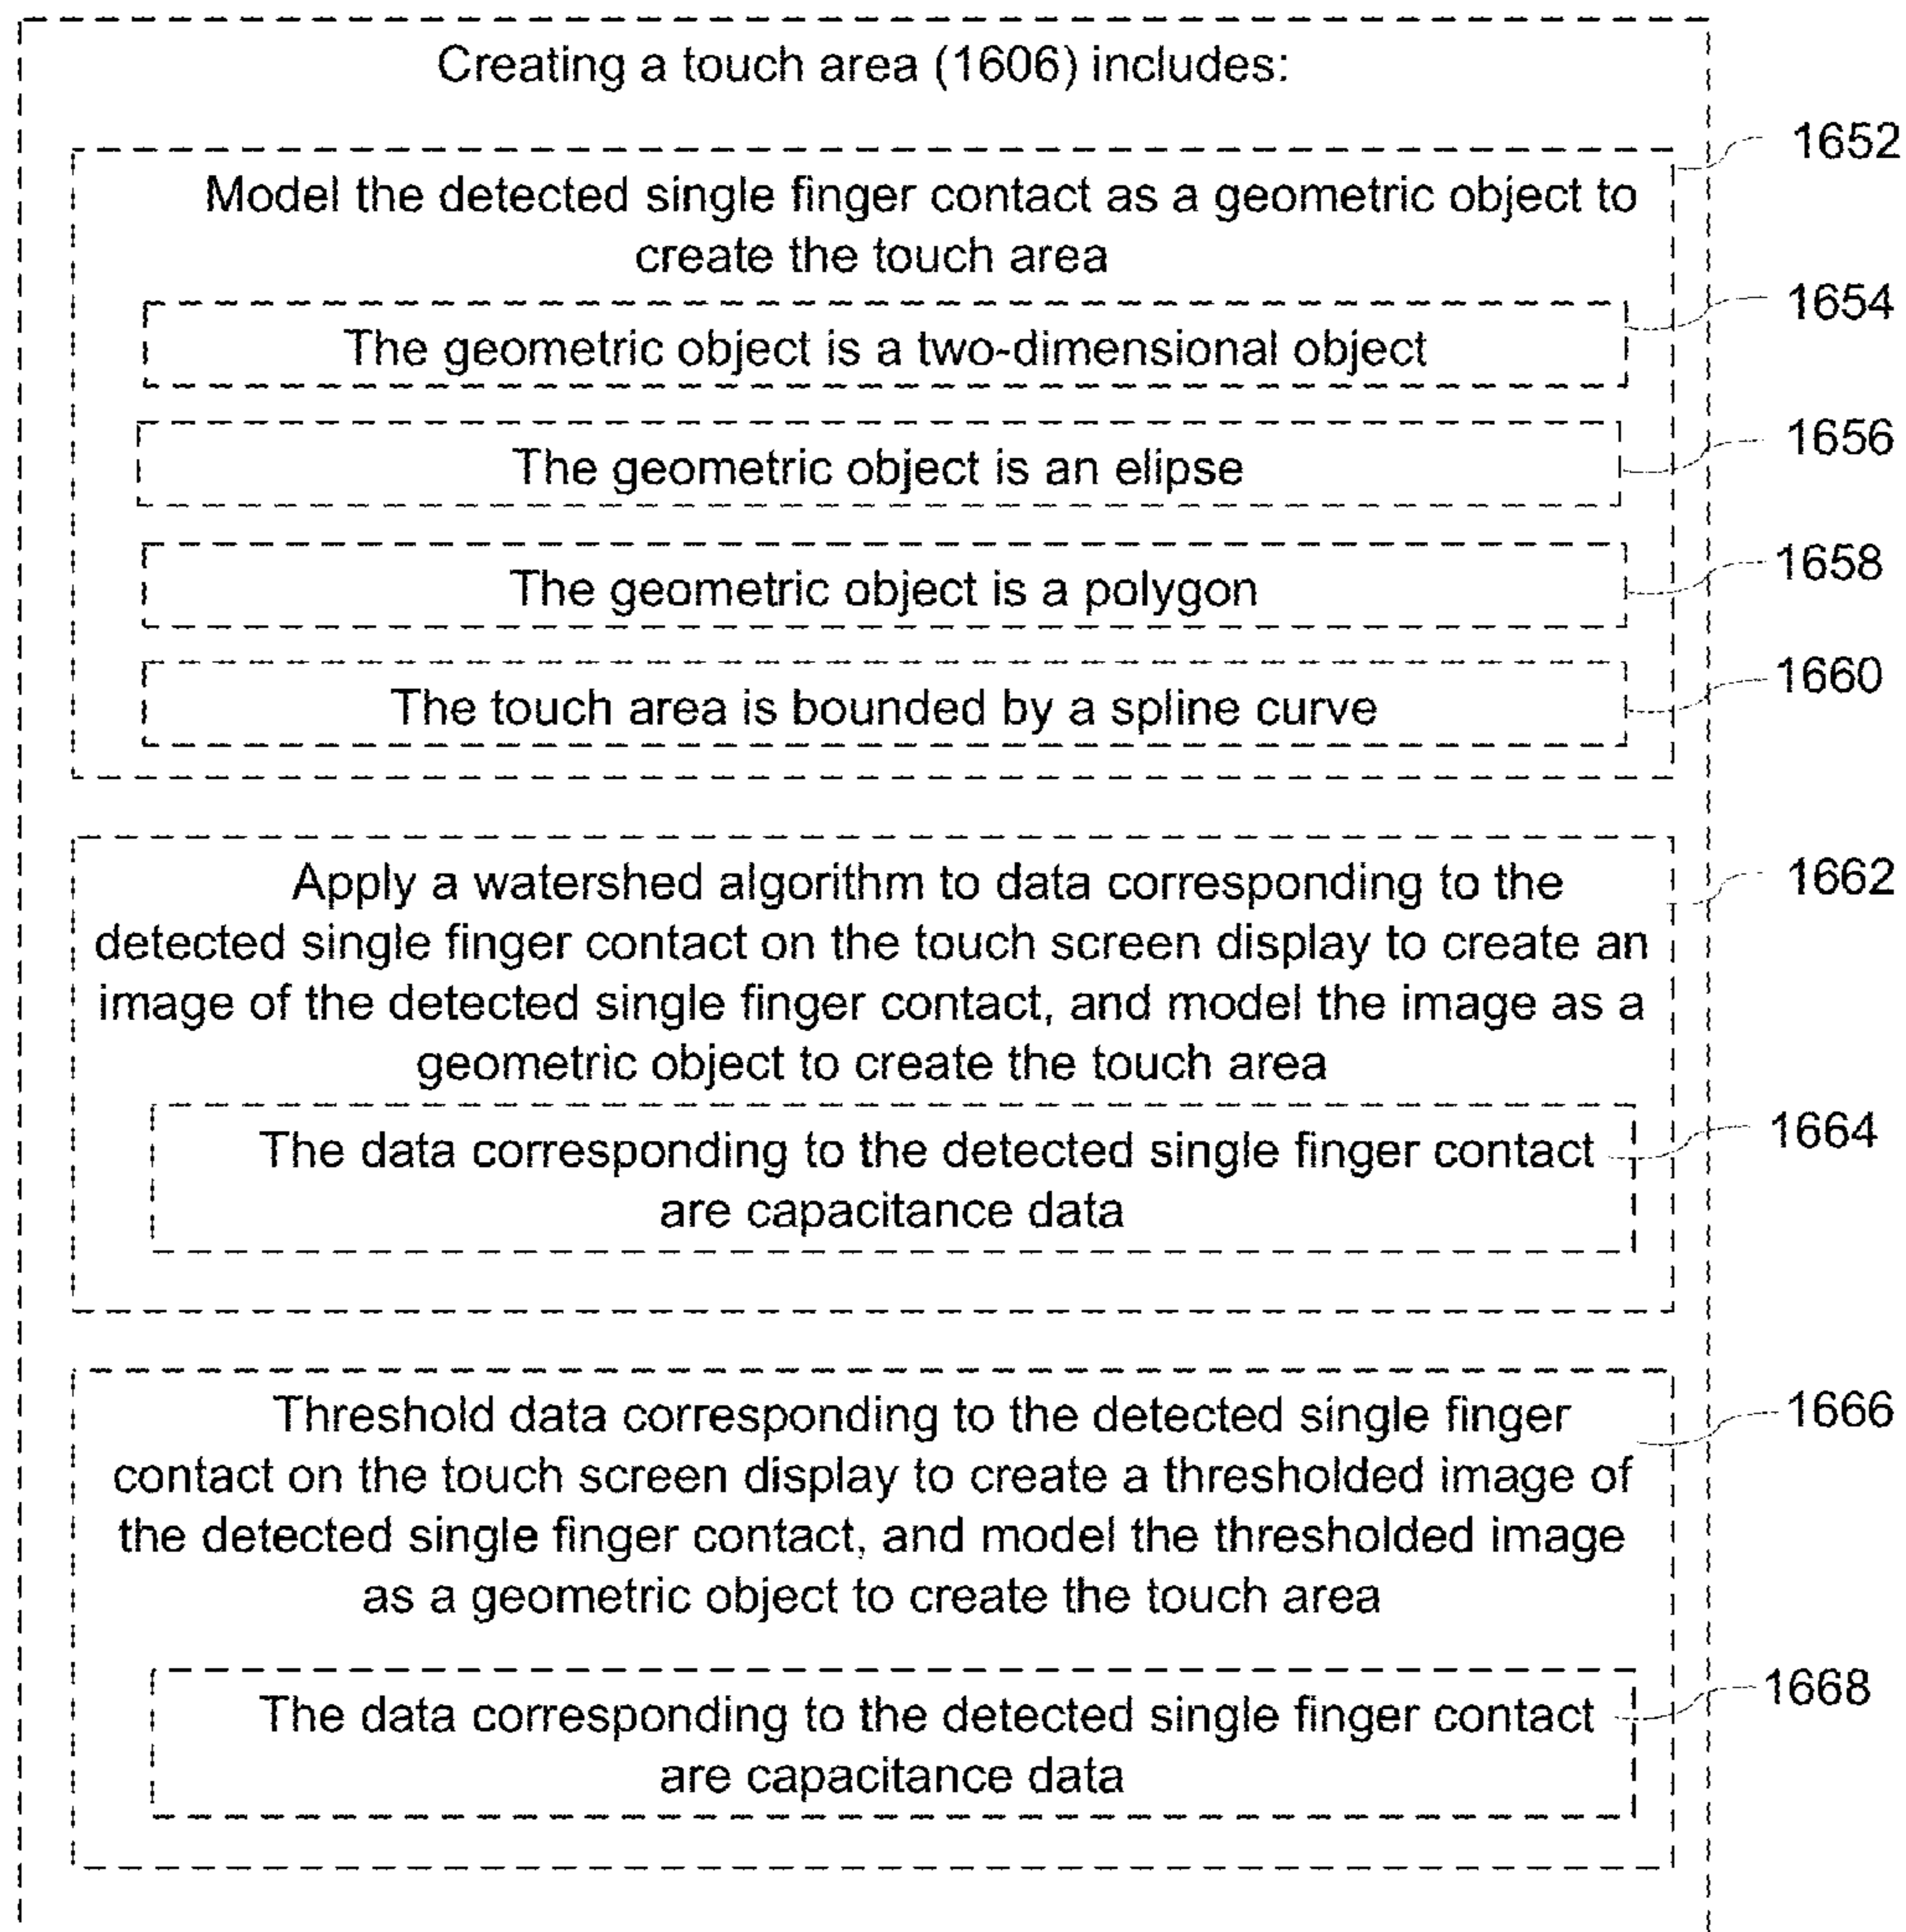 Creating a touch area (1606) includes:
1652
Model the detected single finger contact as a geometric object to
create the touch area
1654
The geometric object is a two-dimensional object
1656
The geometric object is an elipse
1658
The geometric object is a polygon
1660
The touch area is bounded by a spline curve
1662
Apply a watershed algorithm to data corresponding to the
detected single finger contact on the touch screen display to create an
image of the detected single finger contact, and model the image as a
geometric object to create the touch area
1664
The data corresponding to the detected single finger contact
are capacitance data
1666
Threshold data corresponding to the detected single finger
contact on the touch screen display to create a thresholded image of
the detected single finger contact, and model the thresholded image
as a geometric object to create the touch area
1668
The data corresponding to the detected single finger contact
are capacitance data